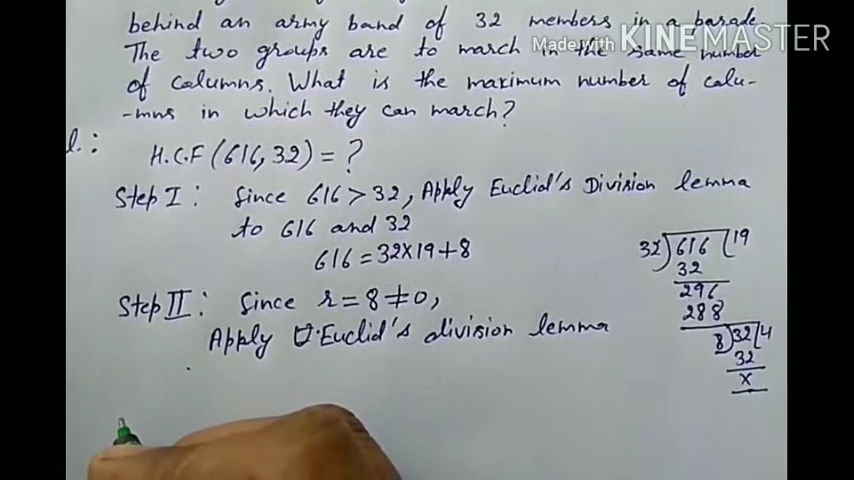 behind an army band of 32 members in a parade.
The two groups are to march in the same number
of columns. What is the maximum number of colu-
-mns in which they can march?
Made with KINEMASTER
l.:
H.C.F (616, 32) = ?
Step I: Since 616 > 32, Apply Euclid's Division lemma
to 616 and 32
616 = 32×19+8
Step II: Since r = 8 ≠ 0,
Apply Euclid's division lemma
32) 616 (19
32
296
288
8) 32 (4
32
x